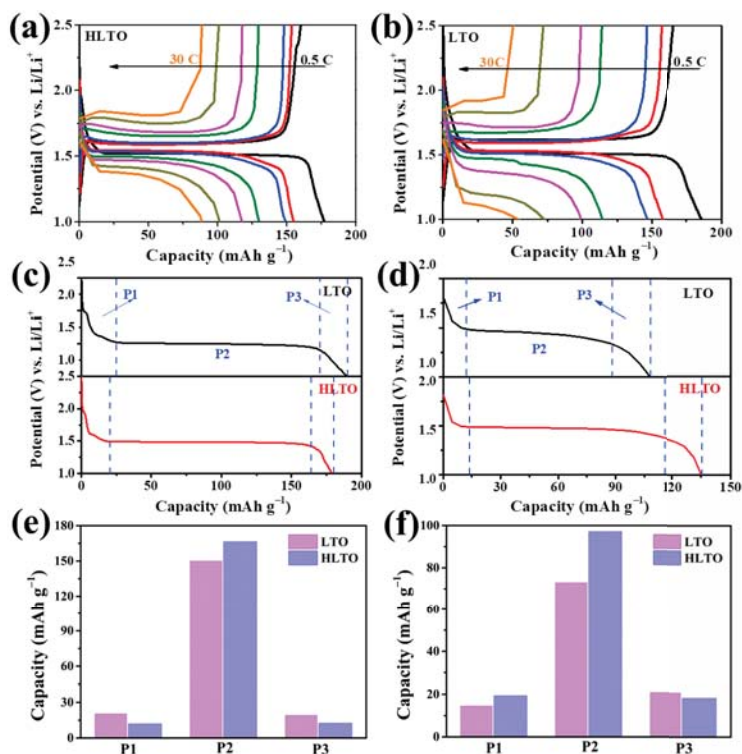 (a)
2.5
HLTO
30 C
0.5 C
2.0
1.5
1.0
0 50 100 150 200
Potential (V) vs. Li/Li⁺
Capacity (mAh g⁻¹)
(b)
2.5
LTO
30C
0.5 C
2.0
1.5
1.0
0 50 100 150 200
Potential (V) vs. Li/Li⁺
Capacity (mAh g⁻¹)
(c)
2.5
P1
P3
LTO
2.0
1.5
P2
1.0
2.5
HLTO
2.0
1.5
1.0
0 50 100 150 200
Potential (V) vs. Li/Li⁺
Capacity (mAh g⁻¹)
(d)
2.0
P1
P3
LTO
1.5
P2
1.0
2.0
HLTO
1.5
1.0
0 30 60 90 120 150
Potential (V) vs. Li/Li⁺
Capacity (mAh g⁻¹)
(e)
180
LTO
HLTO
150
120
90
60
30
0
P1 P2 P3
Capacity (mAh g⁻¹)
(f)
100
LTO
HLTO
80
60
40
20
0
P1 P2 P3
Capacity (mAh g⁻¹)